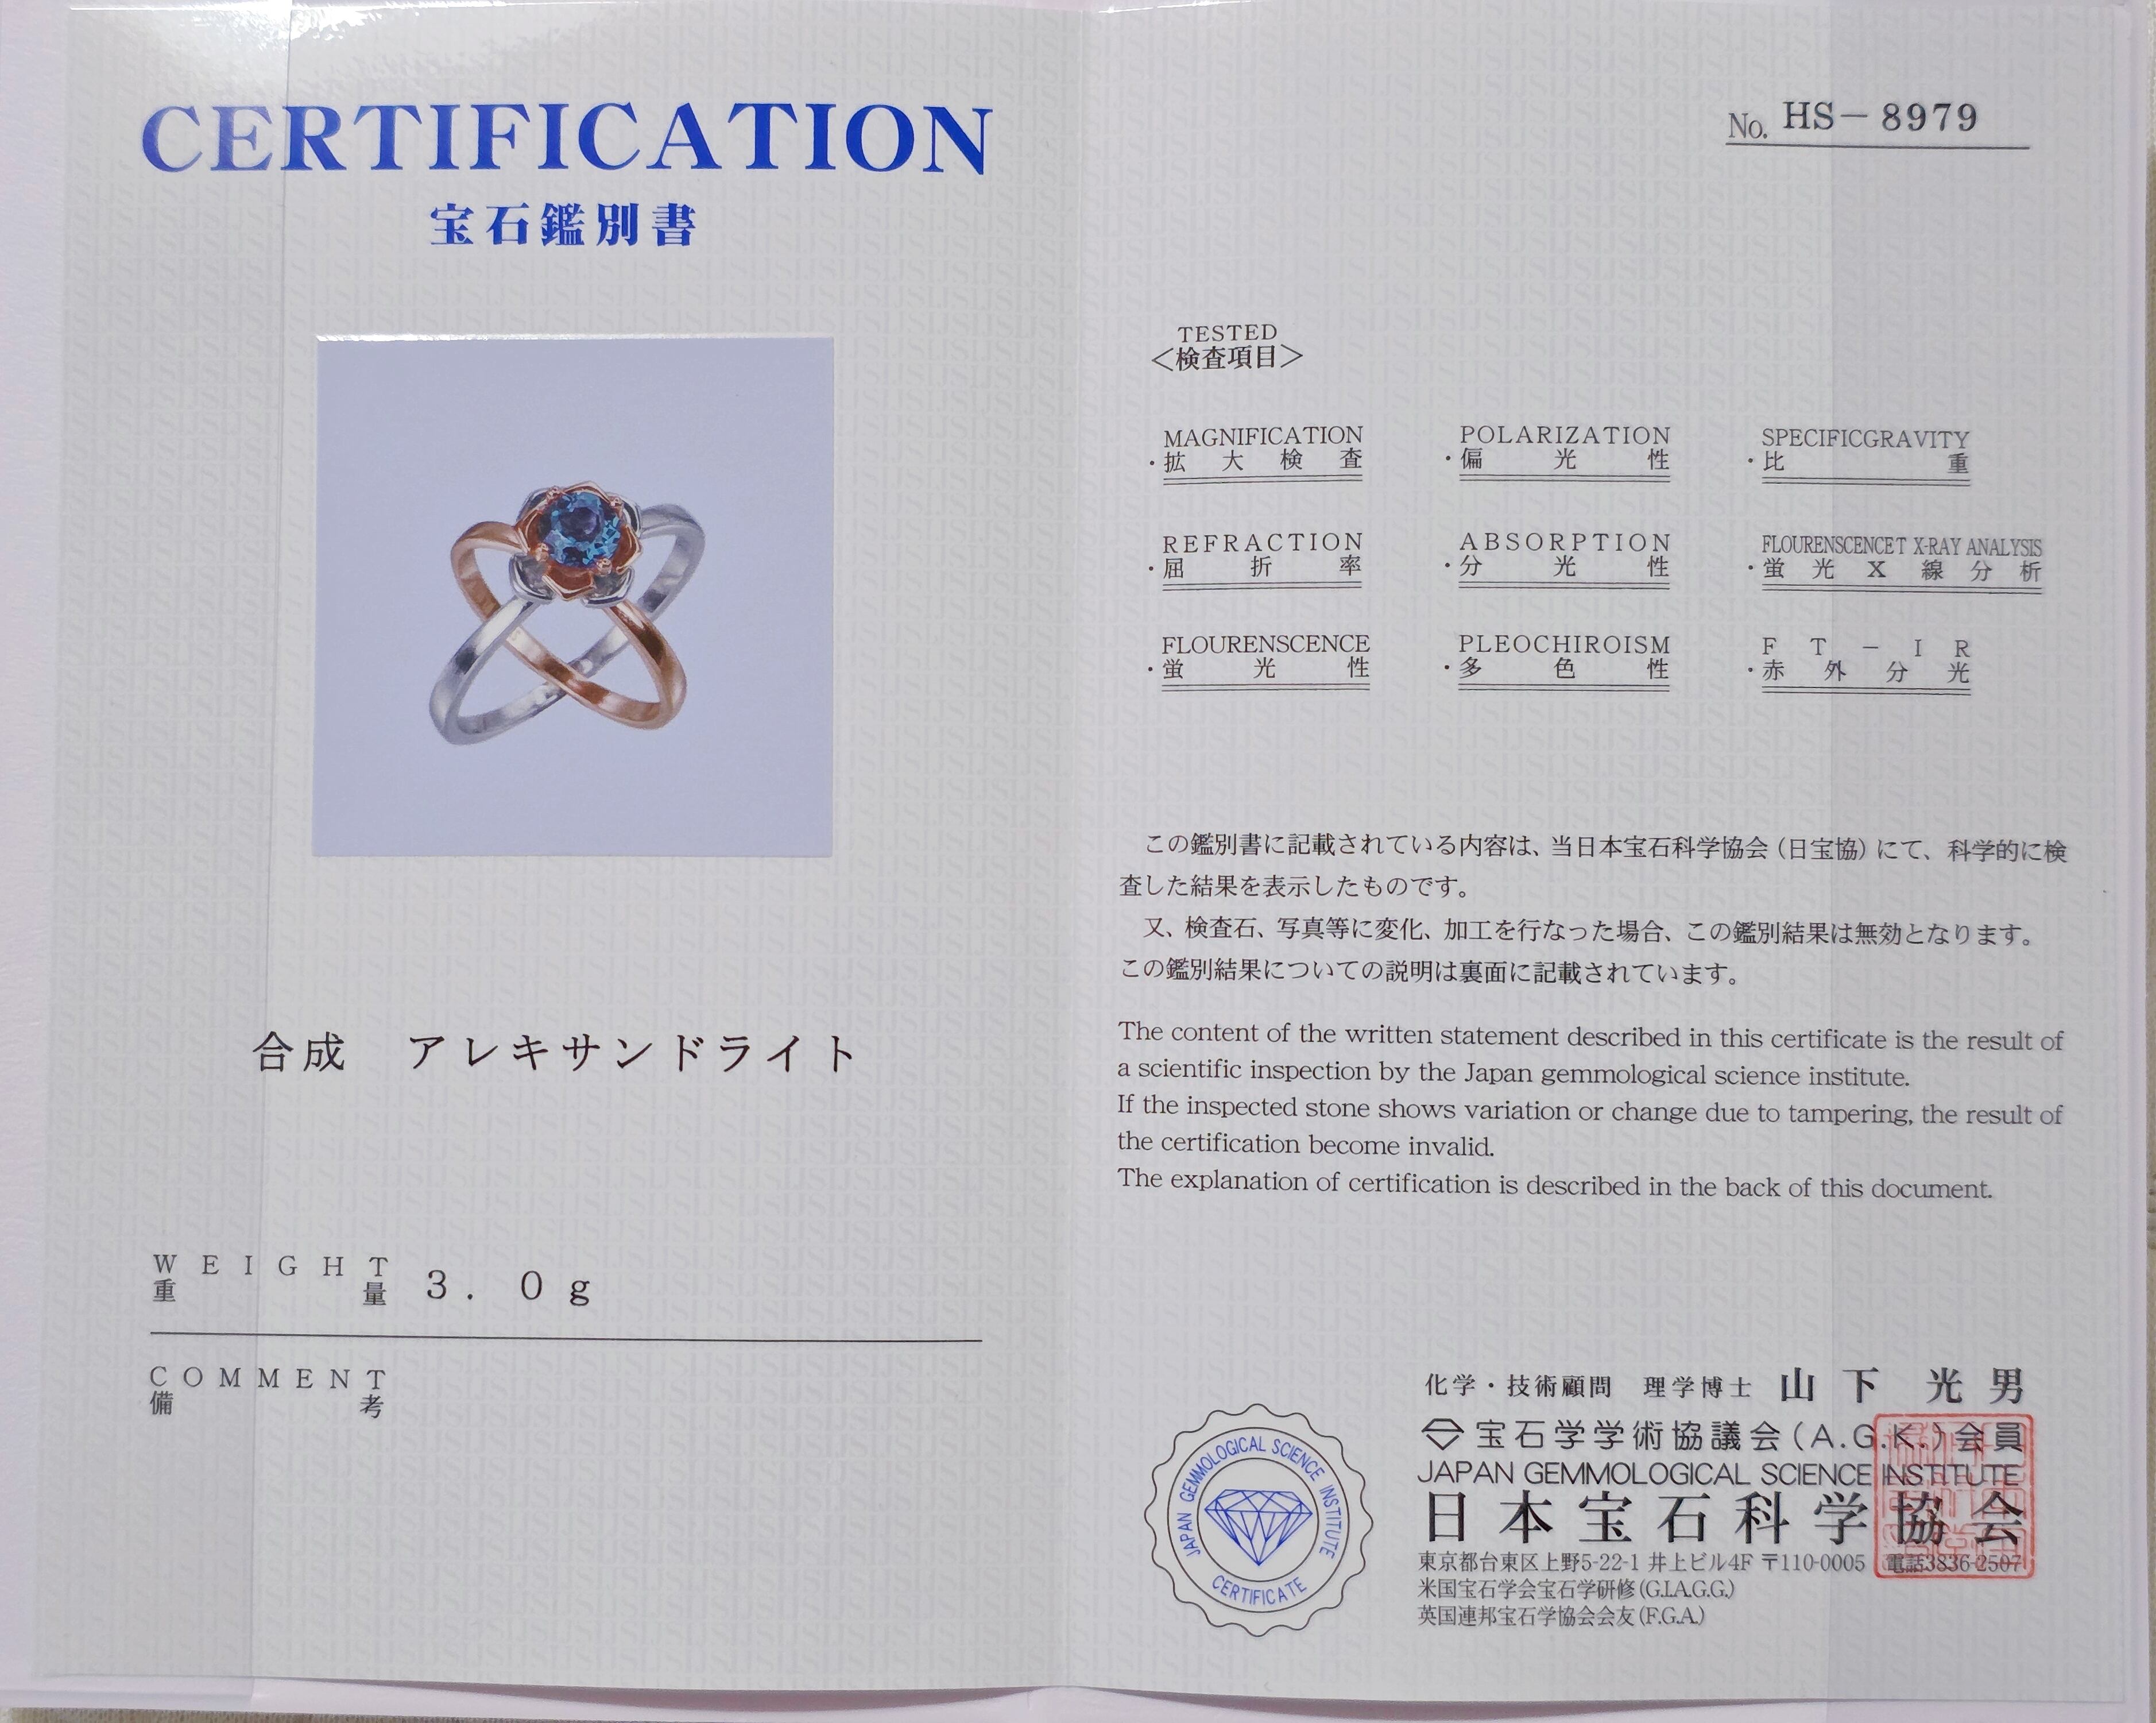 CERTIFICATION
宝石鑑別書
合成　アレキサンドライト
WEIGHT
重量 3.0g
COMMENT
備考
No. HS-8979
TESTED
<検査項目>
MAGNIFICATION
・拡大検査
POLARIZATION
・偏光性
SPECIFICGRAVITY
・比重
REFRACTION
・屈折率
ABSORPTION
・分光性
FLOURENSCENCET X-RAY ANALYSIS
・蛍光X線分析
FLOURENSCENCE
・蛍光性
PLEOCHIROISM
・多色性
FT-IR
・赤外分光
この鑑別書に記載されている内容は、当日本宝石科学協会(日宝協)にて、科学的に検
査した結果を表示したものです。
又、検査石、写真等に変化、加工を行なった場合、この鑑別結果は無効となります。
この鑑別結果についての説明は裏面に記載されています。
The content of the written statement described in this certificate is the result of
a scientific inspection by the Japan gemmological science institute.
If the inspected stone shows variation or change due to tampering, the result of
the certification become invalid.
The explanation of certification is described in the back of this document.
JAPAN GEMMOLOGICAL SCIENCE INSTITUTE
CERTIFICATE
化学・技術顧問　理学博士　山下　光男
宝石学学術協議会(A.G.K.)会員
JAPAN GEMMOLOGICAL SCIENCE INSTITUTE
日本宝石科学協会
東京都台東区上野5-22-1 井上ビル4F 〒110-0005　電話3836-2507
米国宝石学会宝石学研修(G.I.A.G.G.)
英国連邦宝石学協会会友(F.G.A.)